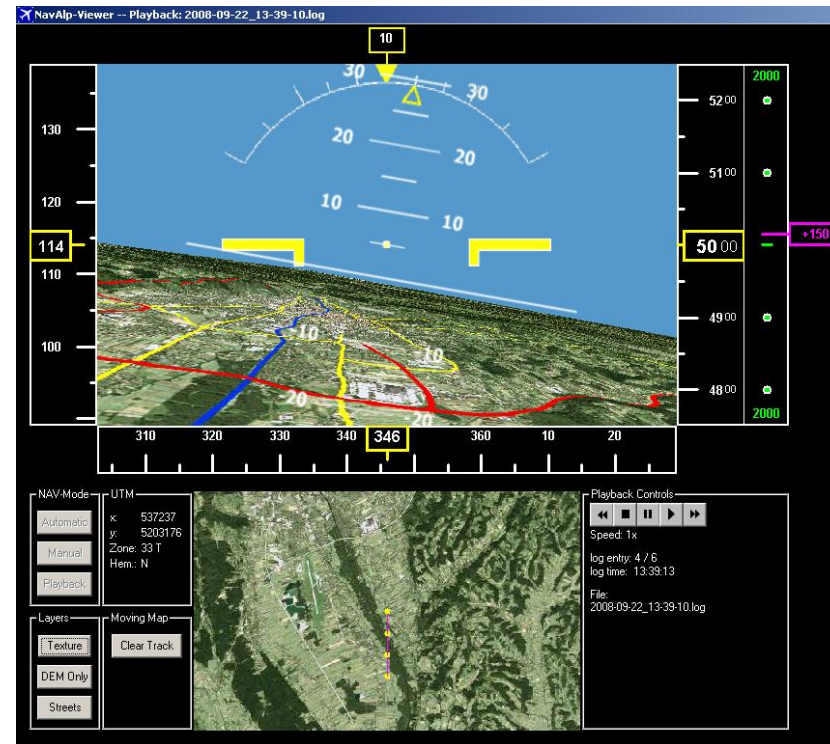 NavAlp-Viewer -- Playback: 2008-09-22_13-39-10.log
10
30
30
20
20
10
10
-10
-10
-20
-20
130
120
114
110
100
2000
5200
5100
+150
5000
4900
4800
2000
310 320 330 340 346 360 10 20
NAV-Mode
Automatic
Manual
Playback
UTM
x: 537237
y: 5203176
Zone: 33 T
Hem.: N
Layers
Texture
DEM Only
Streets
Moving Map
Clear Track
Playback Controls
Speed: 1x
log entry: 4 / 6
log time: 13:39:13
File:
2008-09-22_13-39-10.log